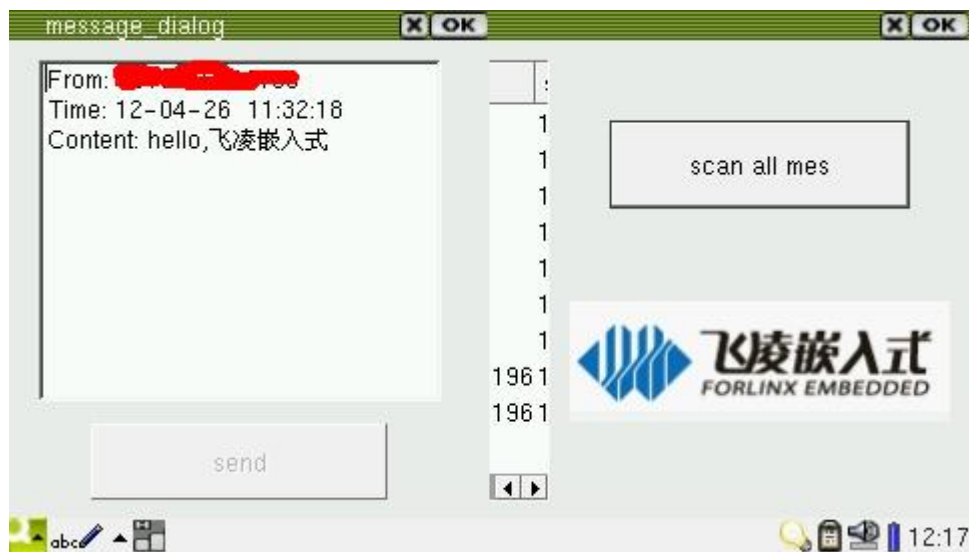 message_dialog
X OK
X OK
From:
Time: 12-04-26 11:32:18
Content: hello,飞凌嵌入式
send
1
1
1
1
1
1
1
1961
1961
scan all mes
飞凌嵌入式
FORLINX EMBEDDED
abc
12:17